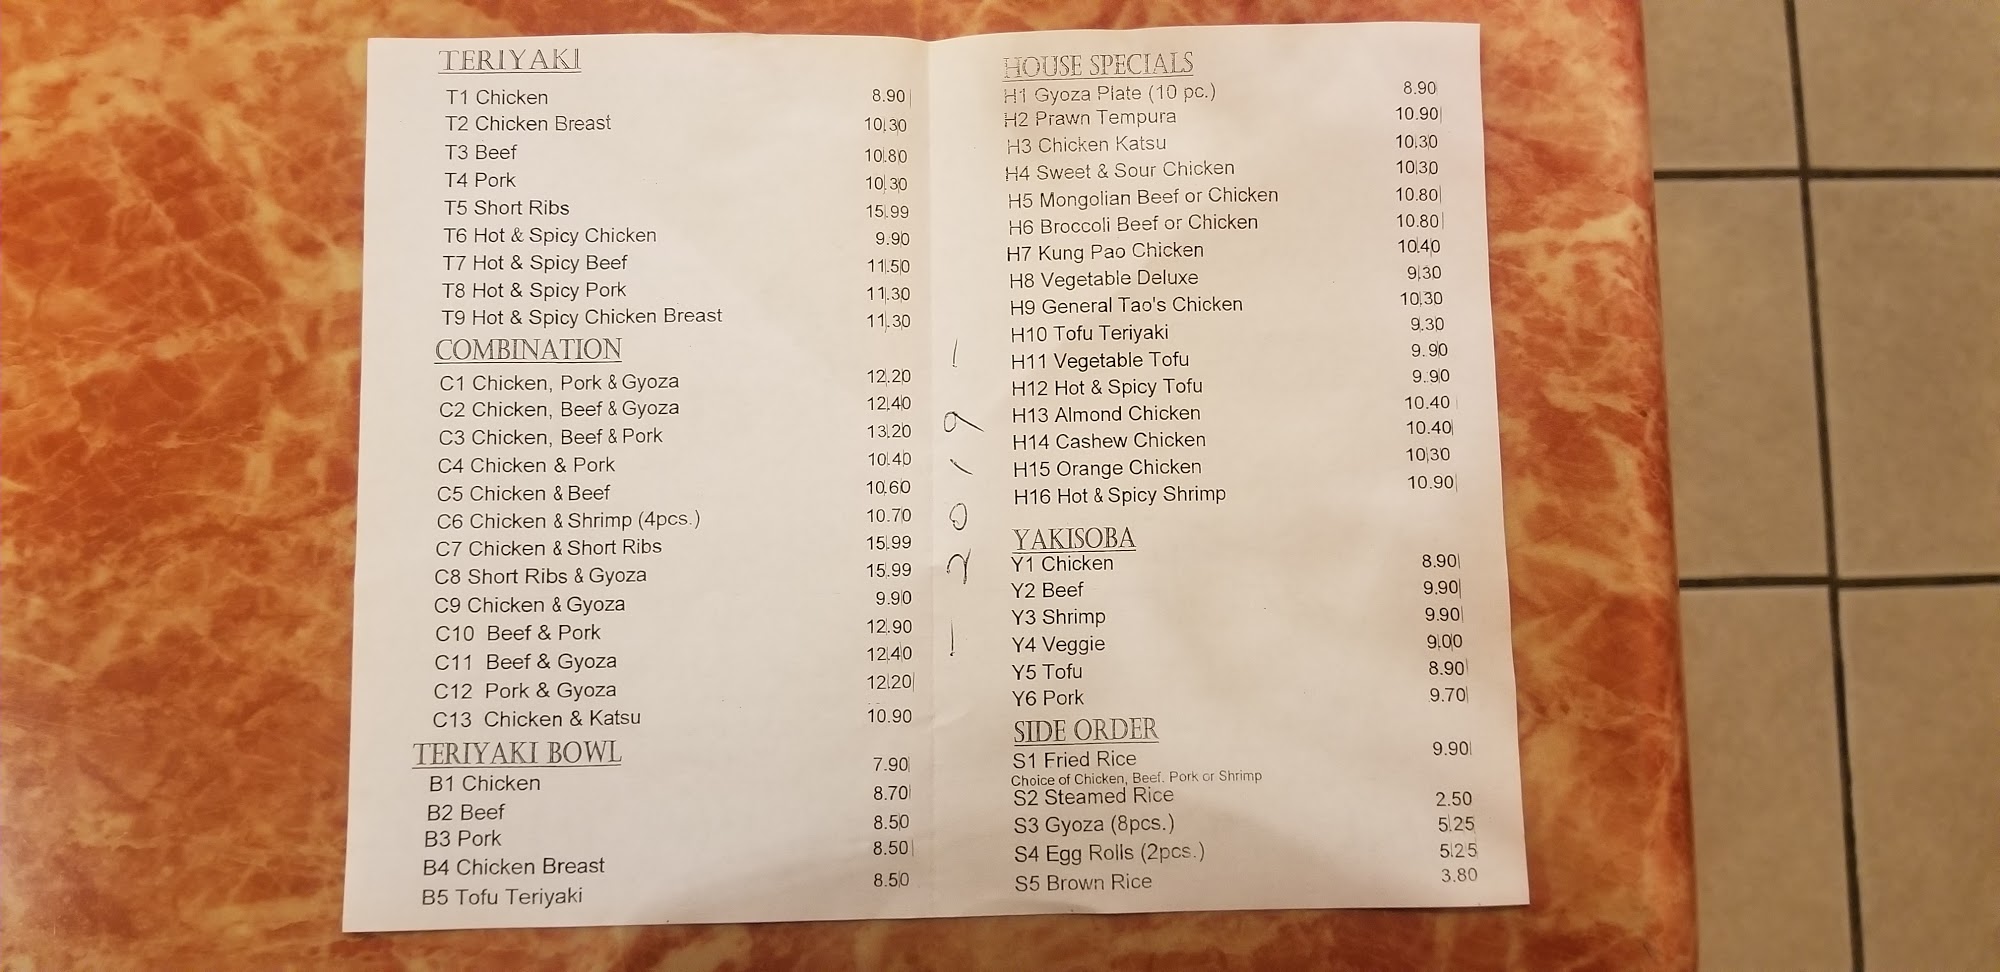 TERIYAKI
T1 Chicken 8.90
T2 Chicken Breast 10.30
T3 Beef 10.80
T4 Pork 10.30
T5 Short Ribs 15.99
T6 Hot & Spicy Chicken 9.90
T7 Hot & Spicy Beef 11.50
T8 Hot & Spicy Pork 11.30
T9 Hot & Spicy Chicken Breast 11.30
COMBINATION
C1 Chicken, Pork & Gyoza 12.20
C2 Chicken, Beef & Gyoza 12.40
C3 Chicken, Beef & Pork 13.20
C4 Chicken & Pork 10.40
C5 Chicken & Beef 10.60
C6 Chicken & Shrimp (4pcs.) 10.70
C7 Chicken & Short Ribs 15.99
C8 Short Ribs & Gyoza 15.99
C9 Chicken & Gyoza 9.90
C10 Beef & Pork 12.90
C11 Beef & Gyoza 12.40
C12 Pork & Gyoza 12.20
C13 Chicken & Katsu 10.90
TERIYAKI BOWL
B1 Chicken 7.90
B2 Beef 8.70
B3 Pork 8.50
B4 Chicken Breast 8.50
B5 Tofu Teriyaki 8.50
- 2019 -
HOUSE SPECIALS
H1 Gyoza Plate (10 pc.) 8.90
H2 Prawn Tempura 10.90
H3 Chicken Katsu 10.30
H4 Sweet & Sour Chicken 10.30
H5 Mongolian Beef or Chicken 10.80
H6 Broccoli Beef or Chicken 10.80
H7 Kung Pao Chicken 10.40
H8 Vegetable Deluxe 9.30
H9 General Tao's Chicken 10.30
H10 Tofu Teriyaki 9.30
H11 Vegetable Tofu 9.90
H12 Hot & Spicy Tofu 9.90
H13 Almond Chicken 10.40
H14 Cashew Chicken 10.40
H15 Orange Chicken 10.30
H16 Hot & Spicy Shrimp 10.90
YAKISOBA
Y1 Chicken 8.90
Y2 Beef 9.90
Y3 Shrimp 9.90
Y4 Veggie 9.00
Y5 Tofu 8.90
Y6 Pork 9.70
SIDE ORDER
S1 Fried Rice 9.90
Choice of Chicken, Beef. Pork or Shrimp
S2 Steamed Rice 2.50
S3 Gyoza (8pcs.) 5.25
S4 Egg Rolls (2pcs.) 5.25
S5 Brown Rice 3.80